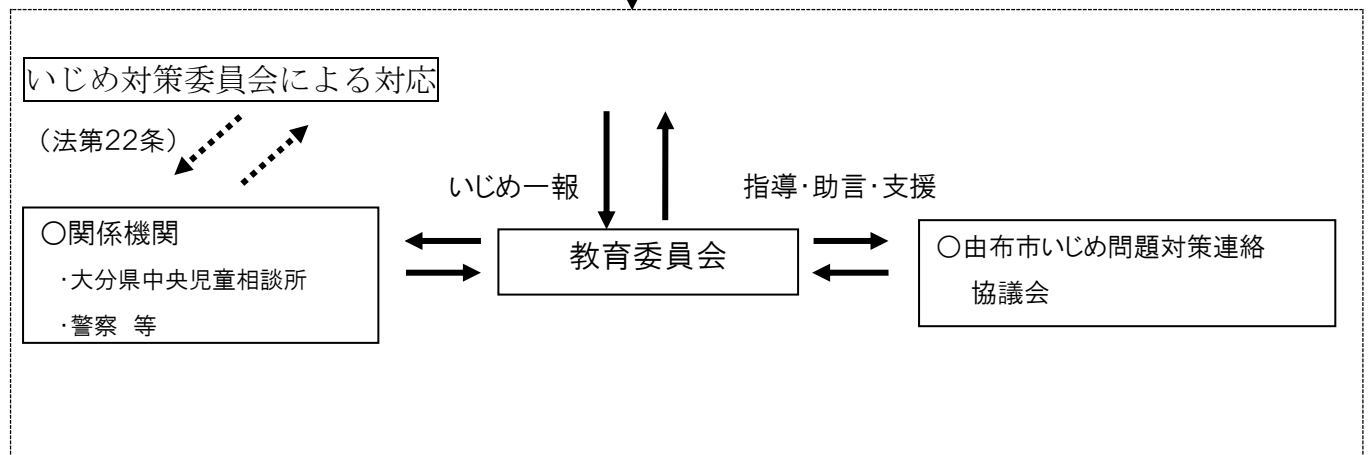 いじめ対策委員会による対応
（法第22条）
いじめ一報
指導・助言・支援
〇関係機関
・大分県中央児童相談所
・警察 等
教育委員会
〇由布市いじめ問題対策連絡
協議会